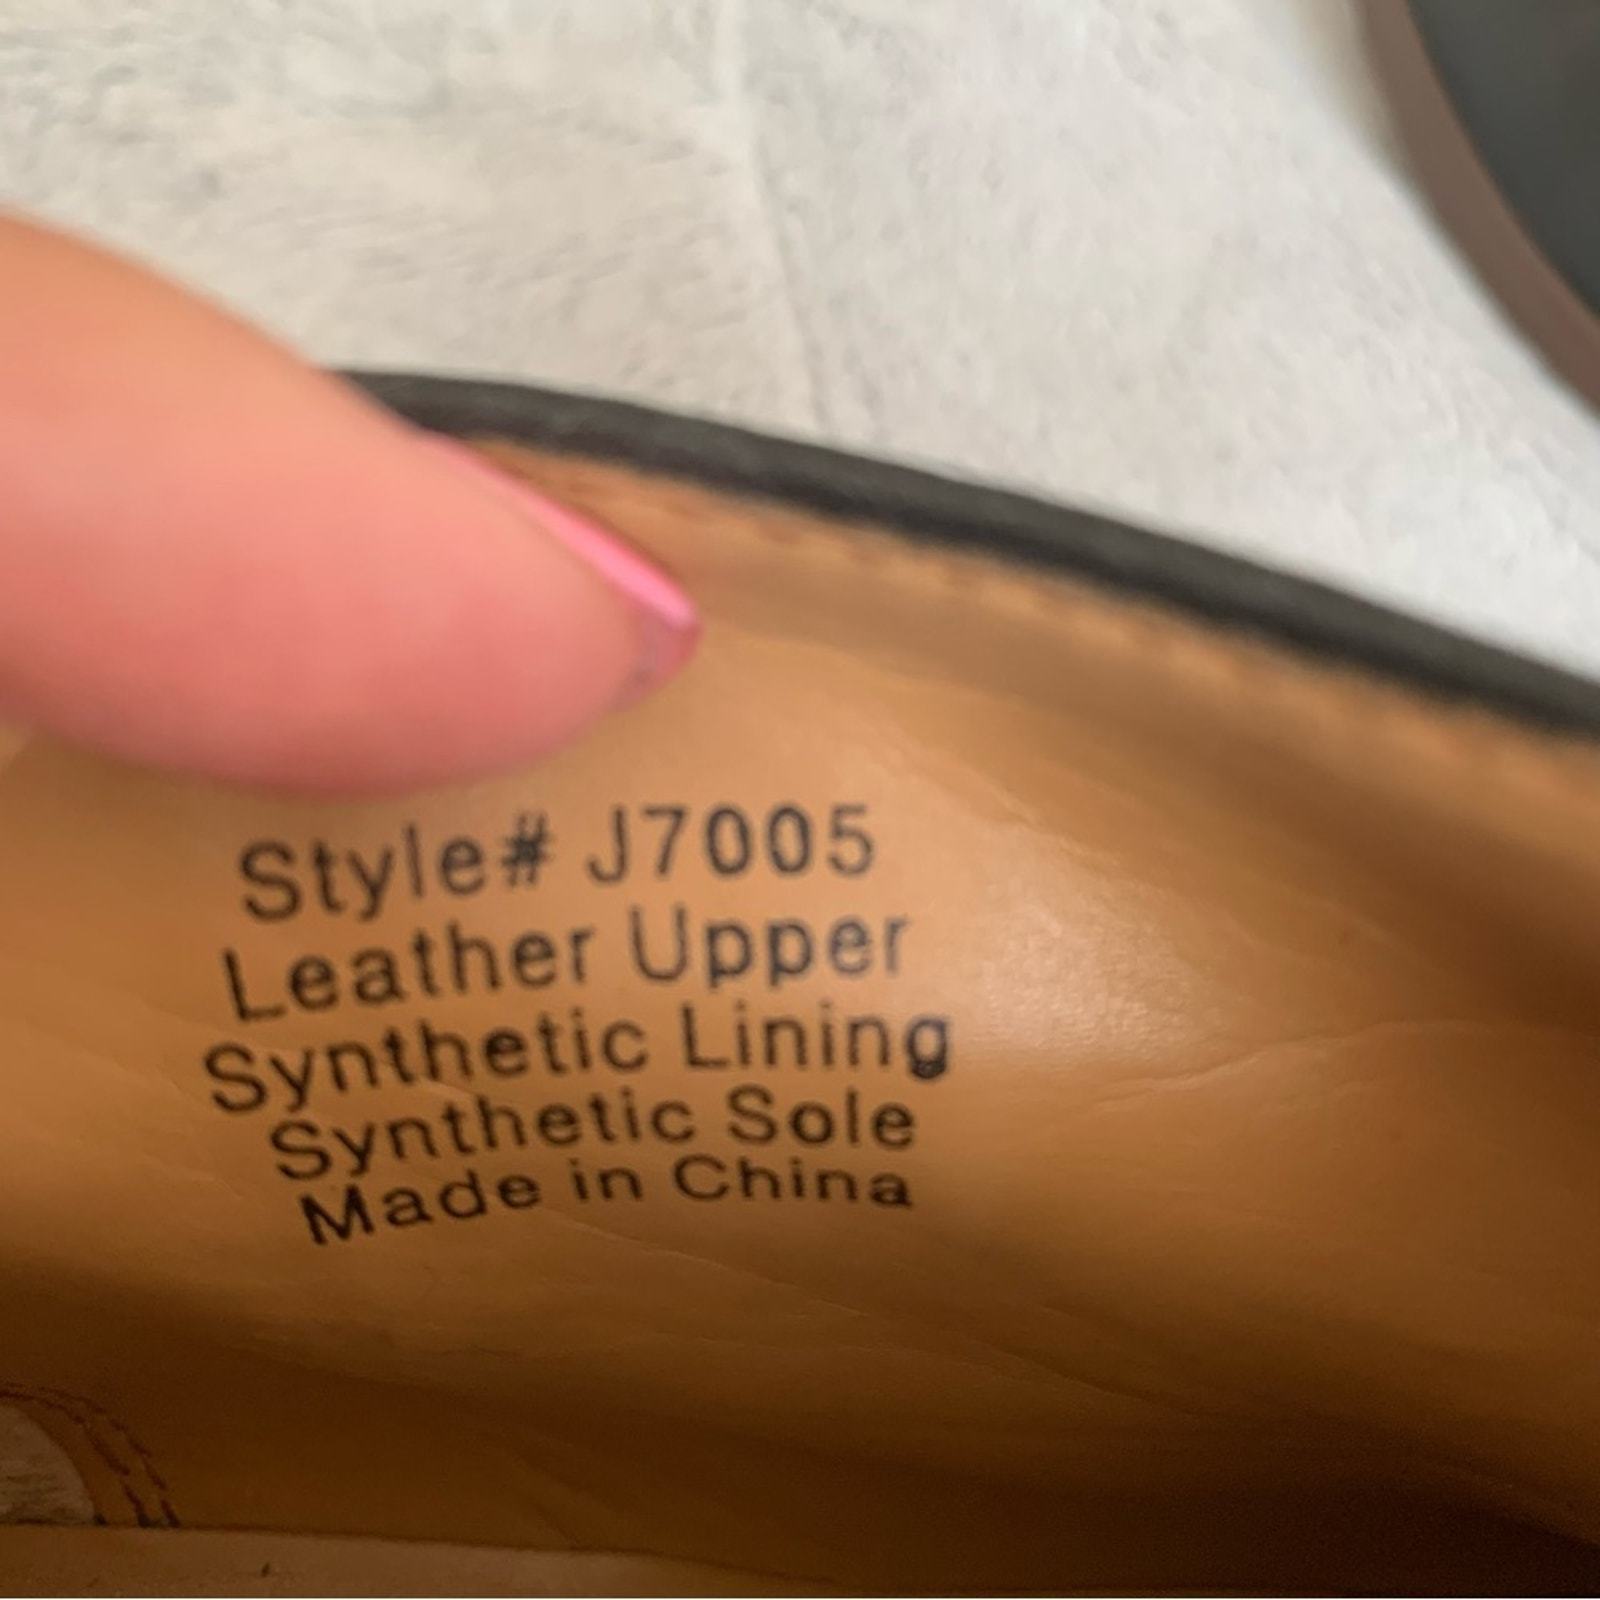 Style# J7005
Leather Upper
Synthetic Lining
Synthetic Sole
Made in China